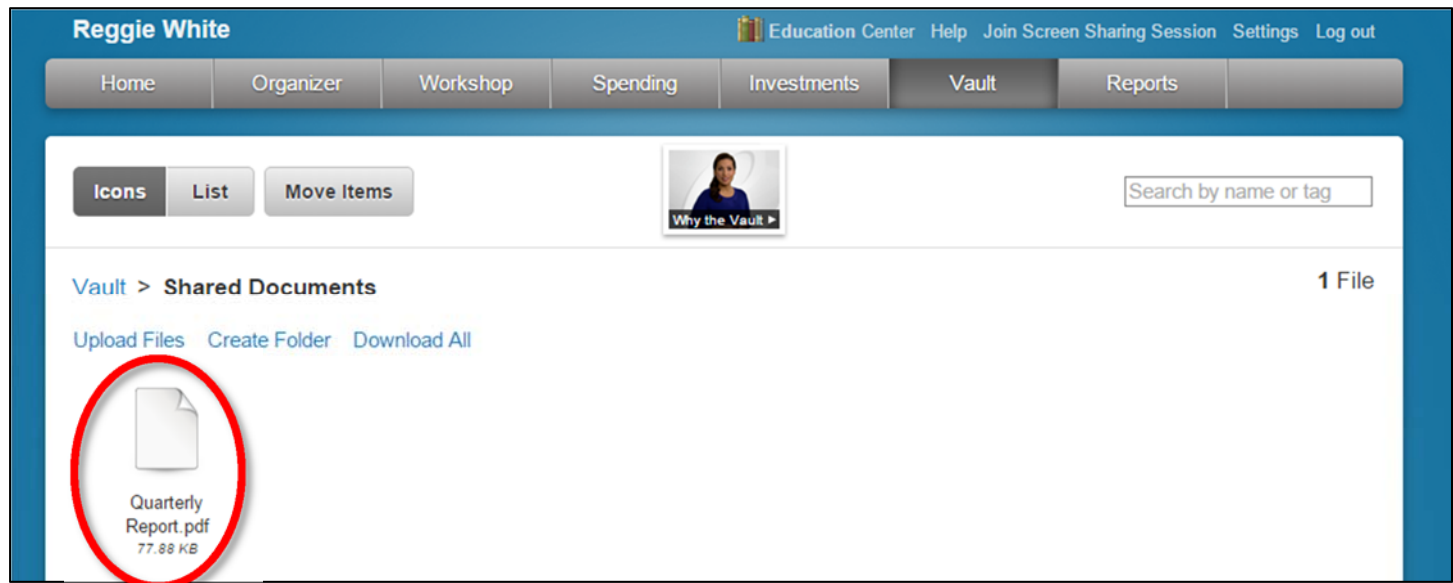 Reggie White
Education Center Help Join Screen Sharing Session Settings Log out
Home Organizer Workshop Spending Investments Vault Reports
Icons List Move Items
Why the Vault
Search by name or tag
Vault > Shared Documents
1 File
Upload Files Create Folder Download All
Quarterly
Report.pdf
77.88 KB